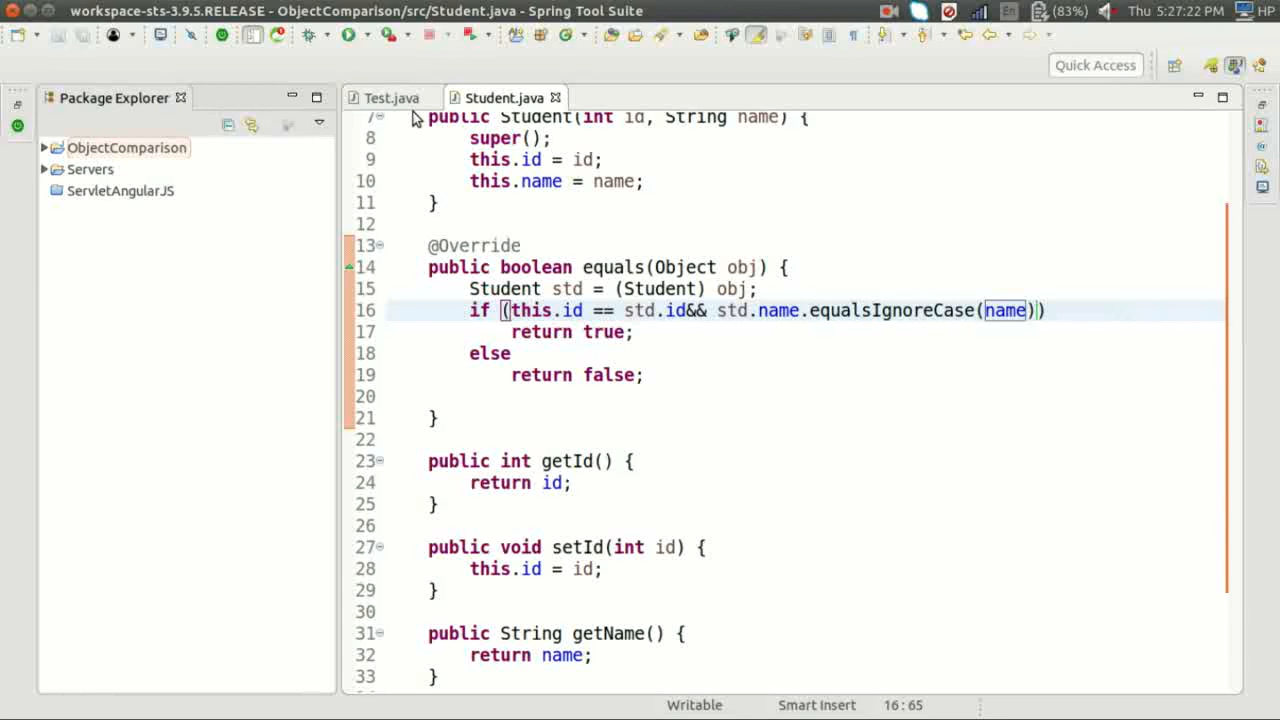 workspace-sts-3.9.5.RELEASE - ObjectComparison/src/Student.java - Spring Tool Suite
En (83%) Thu 5:27:22 PM HP
Quick Access
Package Explorer
ObjectComparison
Servers
ServletAngularJS
Test.java Student.java
7 public Student(int id, String name) {
8 super();
9 this.id = id;
10 this.name = name;
11 }
12
13 @Override
14 public boolean equals(Object obj) {
15 Student std = (Student) obj;
16 if (this.id == std.id&& std.name.equalsIgnoreCase(name))
17 return true;
18 else
19 return false;
20
21 }
22
23 public int getId() {
24 return id;
25 }
26
27 public void setId(int id) {
28 this.id = id;
29 }
30
31 public String getName() {
32 return name;
33 }
Writable Smart Insert 16:65